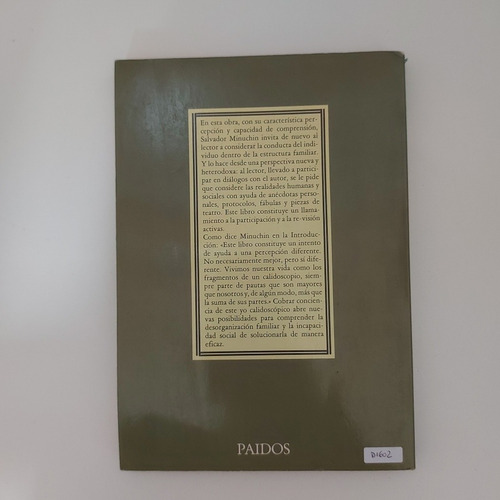 En esta obra, con su característica per-
cepción y capacidad de comprensión,
Salvador Minuchin invita de nuevo al
lector a considerar la conducta del indi-
viduo dentro de la estructura familiar.
Y lo hace desde una perspectiva nueva y
heterodoxa: al lector, llevado a partici-
par en diálogos con el autor, se le pide
que considere las realidades humanas y
sociales con ayuda de anécdotas perso-
nales, protocolos, fábulas y piezas de
teatro. Este libro constituye un llama-
miento a la participación y a la re-visión
activas.
Como dice Minuchin en la Introduc-
ción: «Este libro constituye un intento
de ayuda a una percepción diferente.
No necesariamente mejor, pero sí dife-
rente. Vivimos nuestra vida como los
fragmentos de un calidoscopio, siem-
pre parte de pautas que son mayores
que nosotros y, de algún modo, más que
la suma de sus partes.» Cobrar concien-
cia de este yo calidoscópico abre nue-
vas posibilidades para comprender la
desorganización familiar y la incapaci-
dad social de solucionarla de manera
eficaz.
PAIDOS